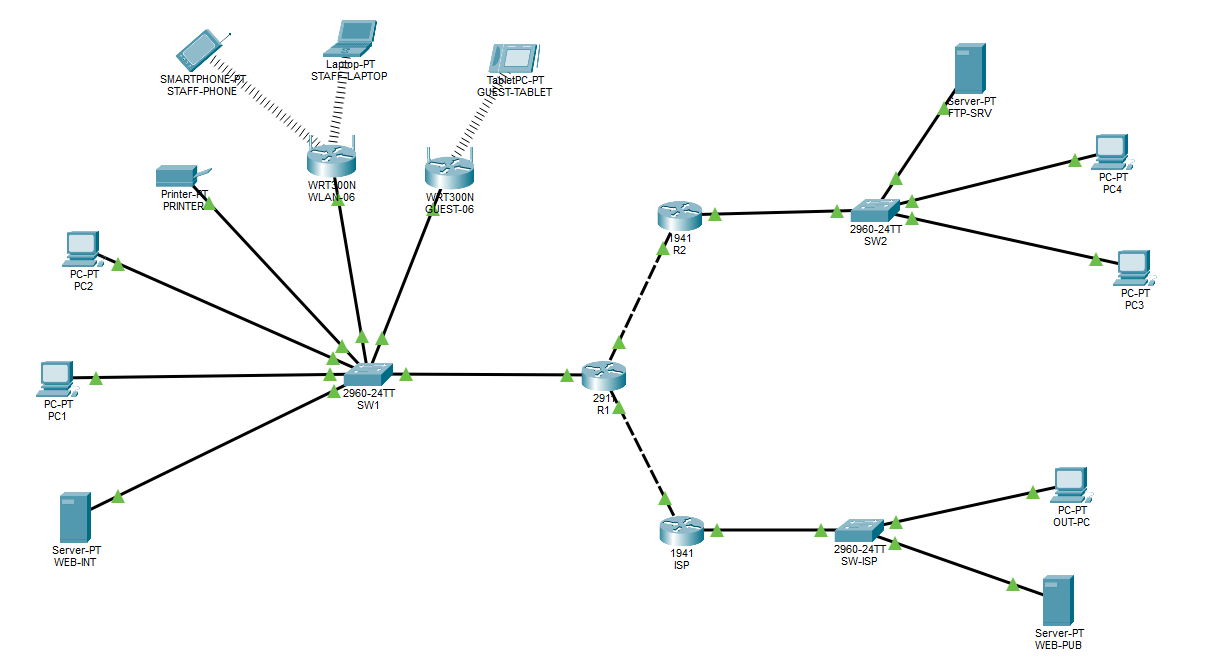 SMARTPHONE-PT
STAFF-PHONE
Laptop-PT
STAFF-LAPTOP
TabletPC-PT
GUEST-TABLET
Server-PT
FTP-SRV
Printer-PT
PRINTER
WRT300N
WLAN-06
WRT300N
GUEST-06
PC-PT
PC4
1941
R2
2960-24TT
SW2
PC-PT
PC2
PC-PT
PC3
PC-PT
PC1
2960-24TT
SW1
R1
PC-PT
OUT-PC
Server-PT
WEB-INT
1941
ISP
2960-24TT
SW-ISP
Server-PT
WEB-PUB